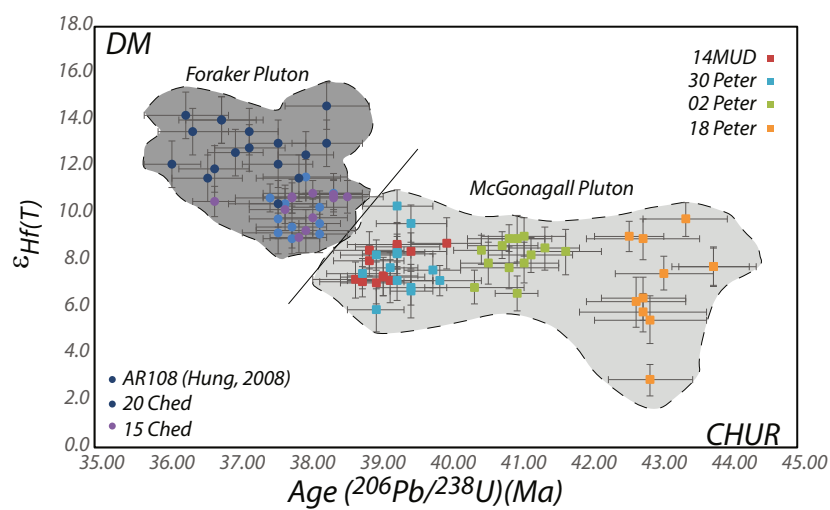 18.0
DM
16.0
Foraker Pluton
14MUD
30 Peter
02 Peter
18 Peter
14.0
12.0
10.0
McGonagall Pluton
εHf(T)
8.0
6.0
4.0
AR108 (Hung, 2008)
20 Ched
15 Ched
2.0
0.0
CHUR
35.00 36.00 37.00 38.00 39.00 40.00 41.00 42.00 43.00 44.00 45.00
Age (²⁰⁶Pb/²³⁸U)(Ma)